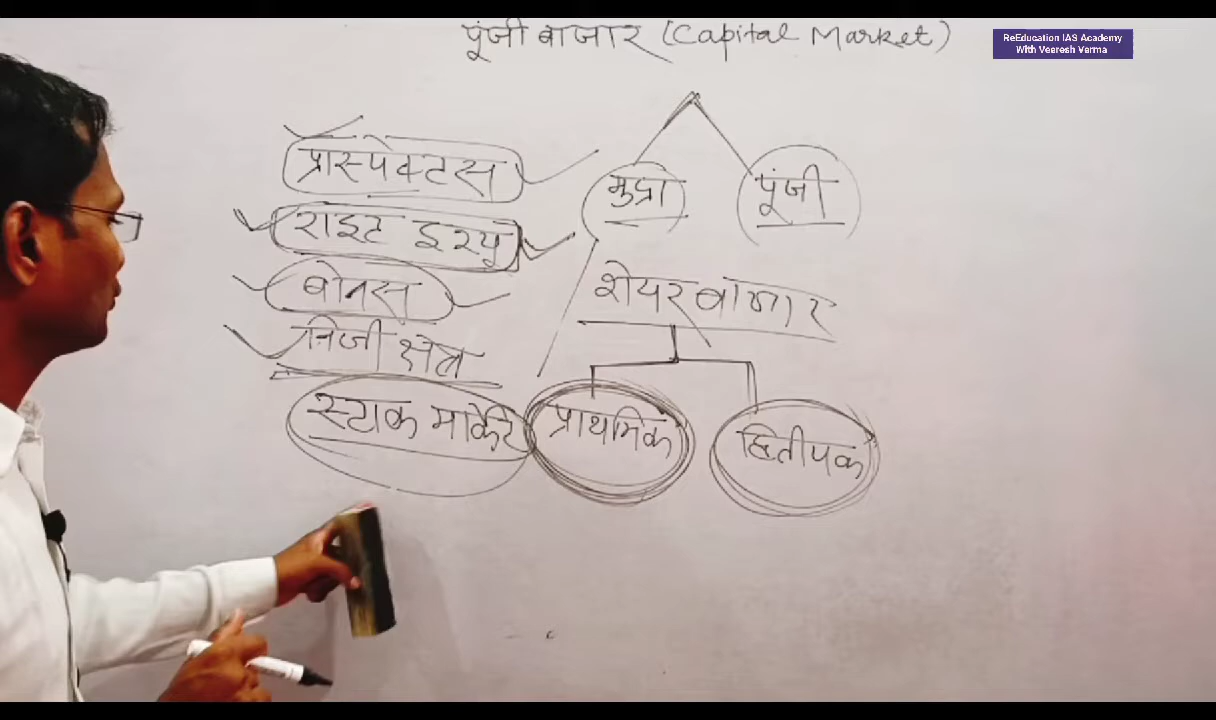 पूंजी बाजार (Capital Market)
ReEducation IAS Academy
With Veeresh Verma
प्रास्पेक्टस
मुद्रा
पूंजी
राइट इश्यू
बोनस
शेयर बाजार
निजी क्षेत्र
स्टाक मार्केट
प्राथमिक
द्वितीयक